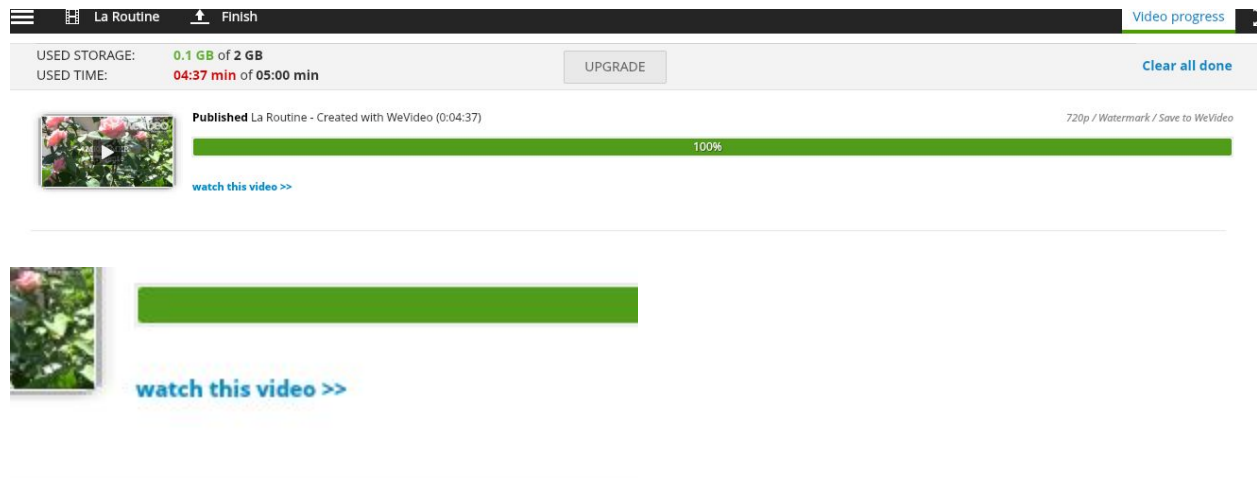 La Routine Finish Video progress
USED STORAGE: 0.1 GB of 2 GB
USED TIME: 04:37 min of 05:00 min
UPGRADE
Clear all done
Published La Routine - Created with WeVideo (0:04:37)
720p / Watermark / Save to WeVideo
100%
watch this video >>
watch this video >>